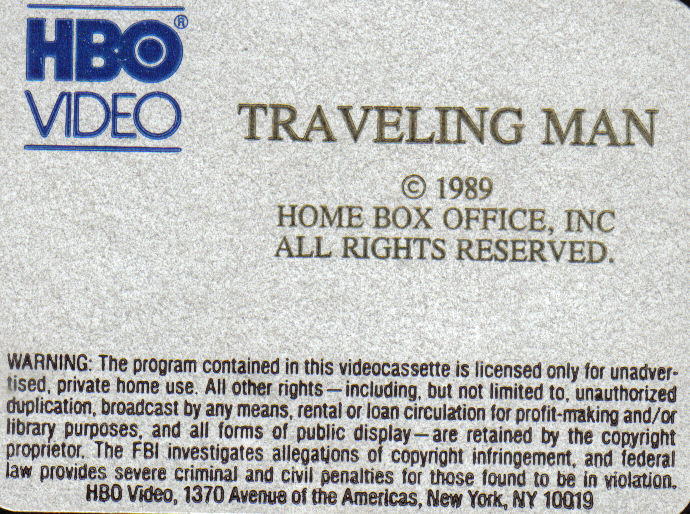 HBO®
VIDEO
TRAVELING MAN
© 1989
HOME BOX OFFICE, INC
ALL RIGHTS RESERVED.
WARNING: The program contained in this videocassette is licensed only for unadver-
tised, private home use. All other rights—including, but not limited to, unauthorized
duplication, broadcast by any means, rental or loan circulation for profit-making and/or
library purposes, and all forms of public display—are retained by the copyright
proprietor. The FBI investigates allegations of copyright infringement, and federal
law provides severe criminal and civil penalties for those found to be in violation.
HBO Video, 1370 Avenue of the Americas, New York, NY 10019